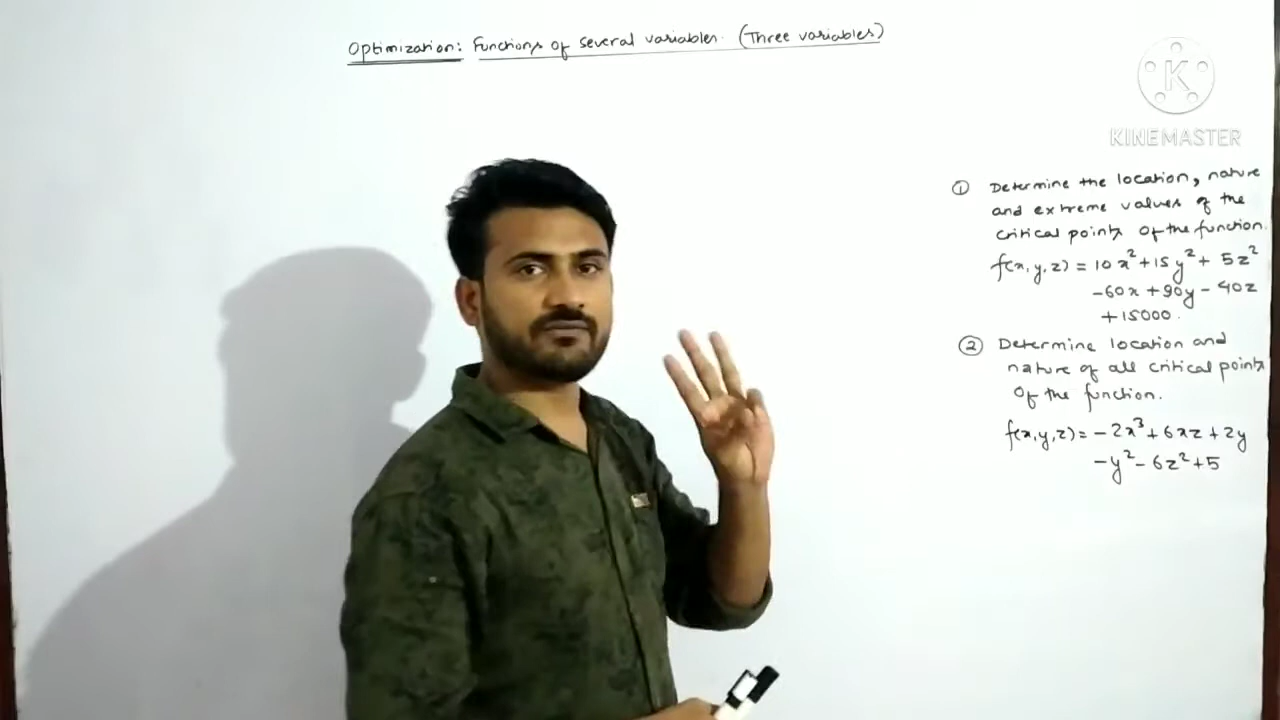 Optimization: Functions of several variables. (Three variables)
K
KINEMASTER
① Determine the location, nature
and extreme values of the
critical points of the function.
f(x,y,z) = 10x²+15y²+ 5z²
-60x +90y - 40z
+15000.
② Determine location and
nature of all critical points
of the function.
f(x,y,z)= -2x³+6xz+2y
-y²-6z²+5